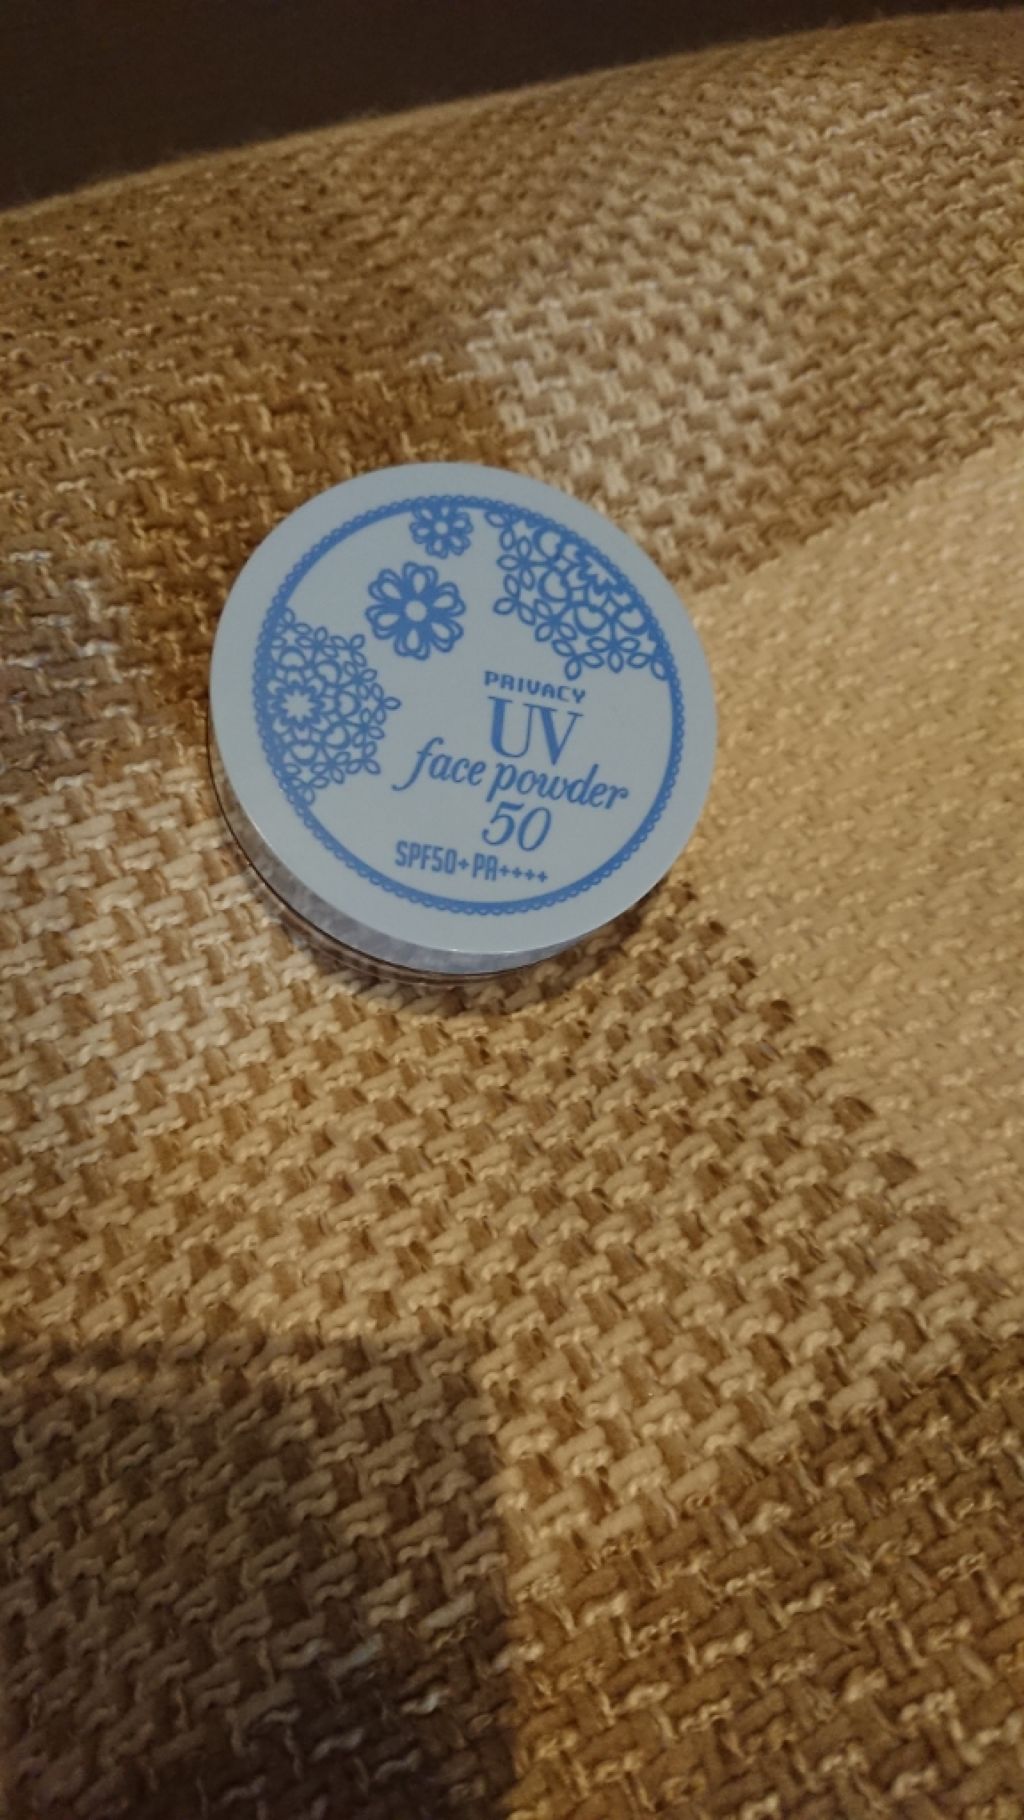 PRIVACY
UV
face powder
50
SPF50+PA++++